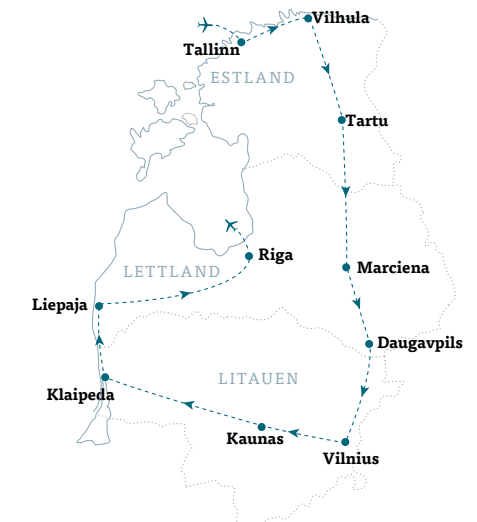 Vilhula
Tallinn
ESTLAND
Tartu
Riga
Marciena
LETTLAND
Liepaja
Daugavpils
LITAUEN
Klaipeda
Kaunas
Vilnius